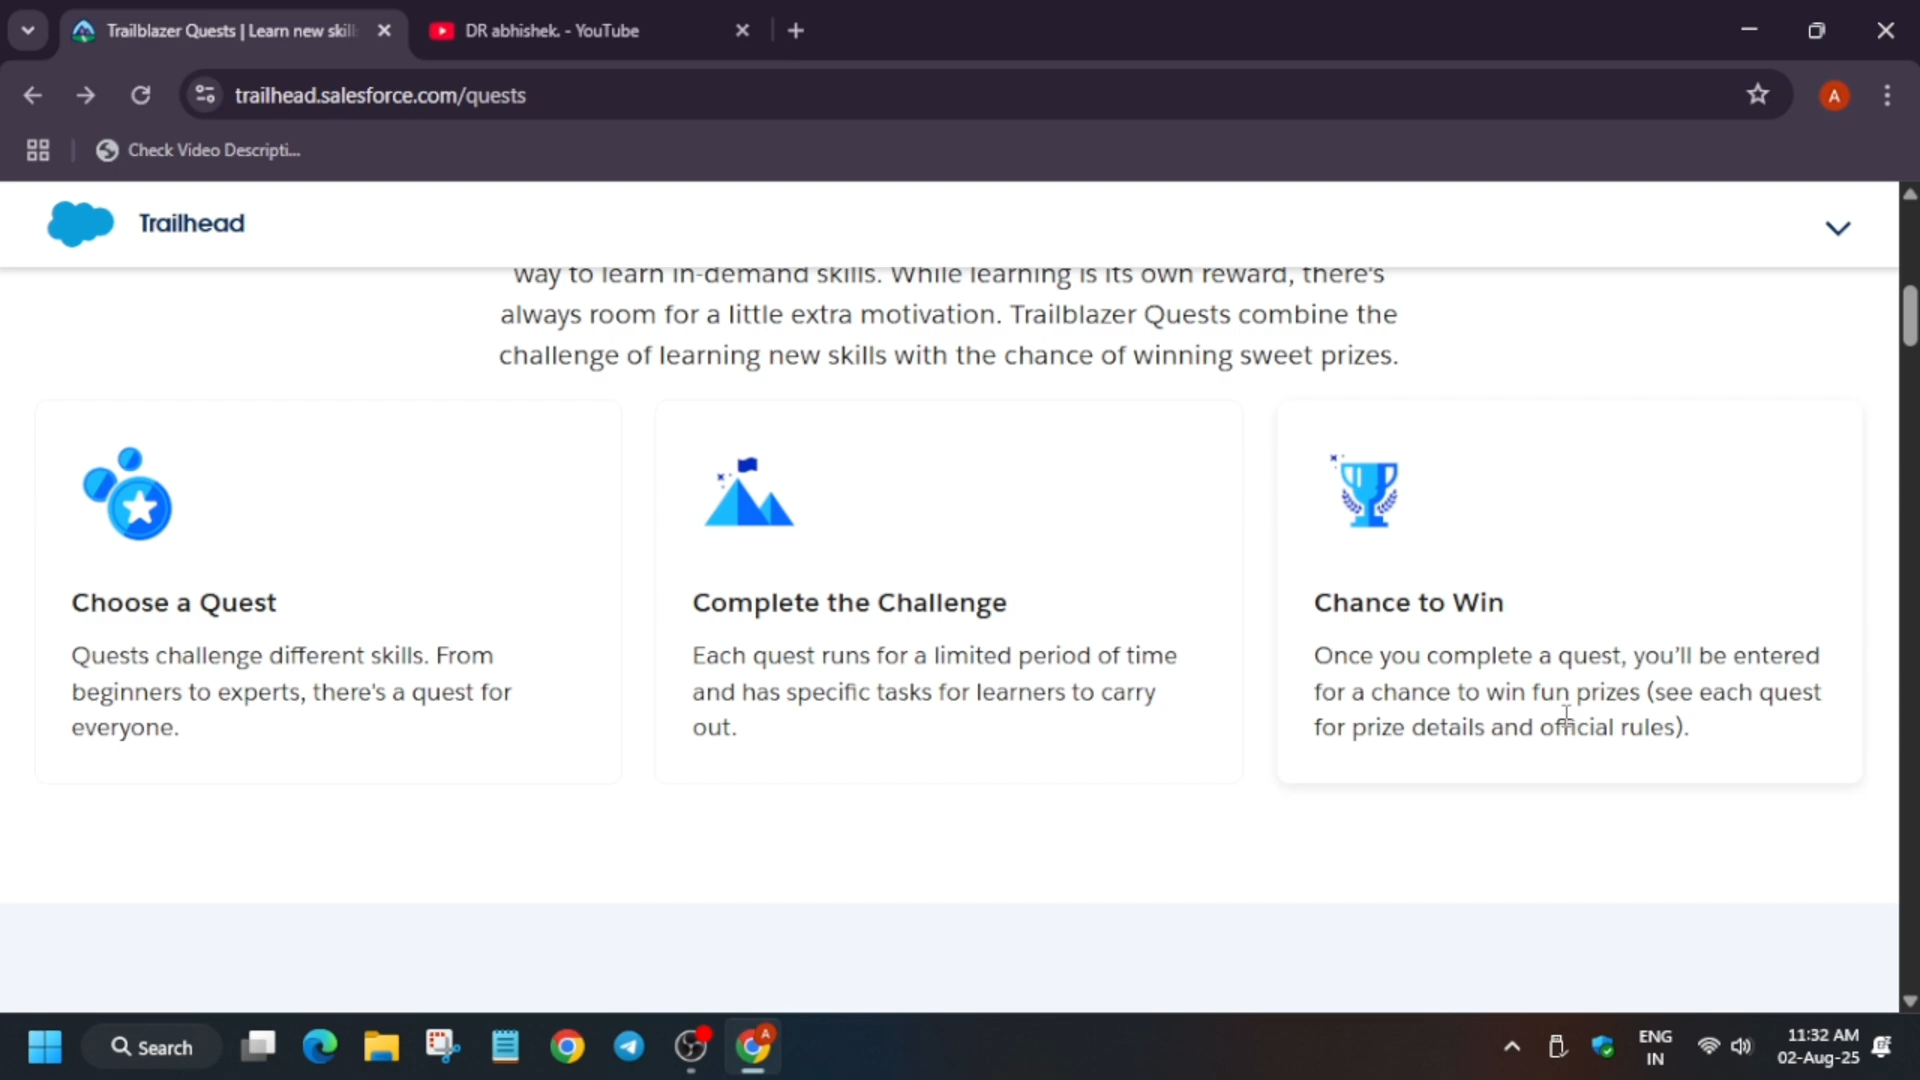 Trailblazer Quests | Learn new skill
DR abhishek. - YouTube
trailhead.salesforce.com/quests
A
Check Video Descripti...
Trailhead
way to learn in-demand skills. While learning is its own reward, there's
always room for a little extra motivation. Trailblazer Quests combine the
challenge of learning new skills with the chance of winning sweet prizes.
Choose a Quest
Quests challenge different skills. From
beginners to experts, there's a quest for
everyone.
Complete the Challenge
Each quest runs for a limited period of time
and has specific tasks for learners to carry
out.
Chance to Win
Once you complete a quest, you’ll be entered
for a chance to win fun prizes (see each quest
for prize details and official rules).
Search
A
ENG
IN
11:32 AM
02-Aug-25